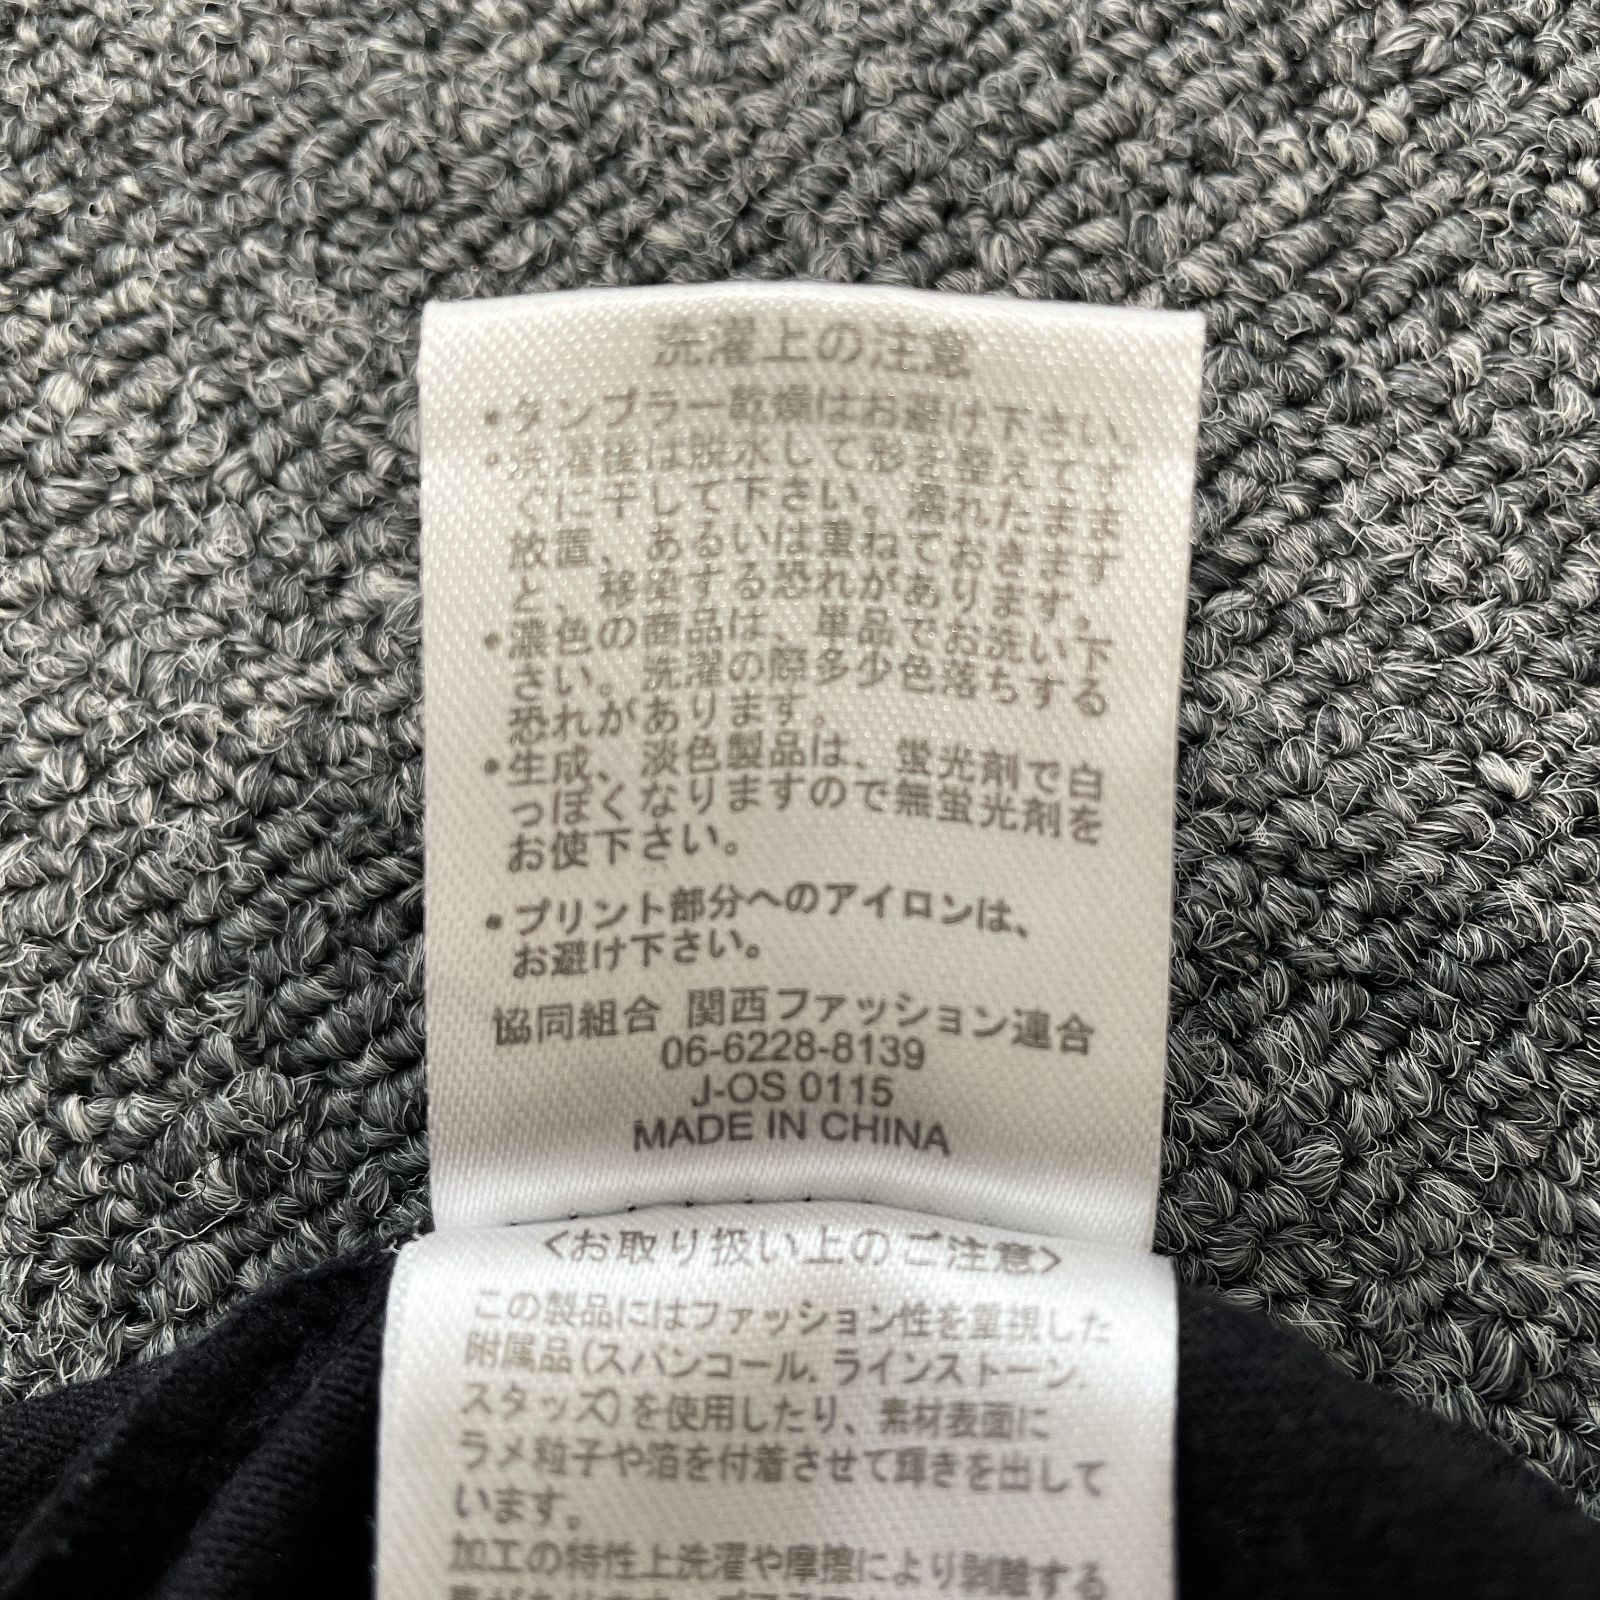 洗濯上の注意
・タンブラー乾燥はお避け下さい。
・洗濯後は脱水して形を整えてす
ぐに干して下さい。濡れたまま
放置、あるいは重ねておきます
と、移染する恐れがあります。
・濃色の商品は、単品でお洗い下
さい。洗濯の際多少色落ちする
恐れがあります。
・生成、淡色製品は、蛍光剤で白
っぽくなりますので無蛍光剤を
お使下さい。
・プリント部分へのアイロンは、
お避け下さい。
協同組合 関西ファッション連合
06-6228-8139
J-OS 0115
MADE IN CHINA
<お取り扱い上のご注意>
この製品にはファッション性を重視した
附属品(スパンコール,ラインストーン,
スタッズ)を使用したり、素材表面に
ラメ粒子や箔を付着させて輝きを出して
います。
加工の特性上洗濯や摩擦により剥離する